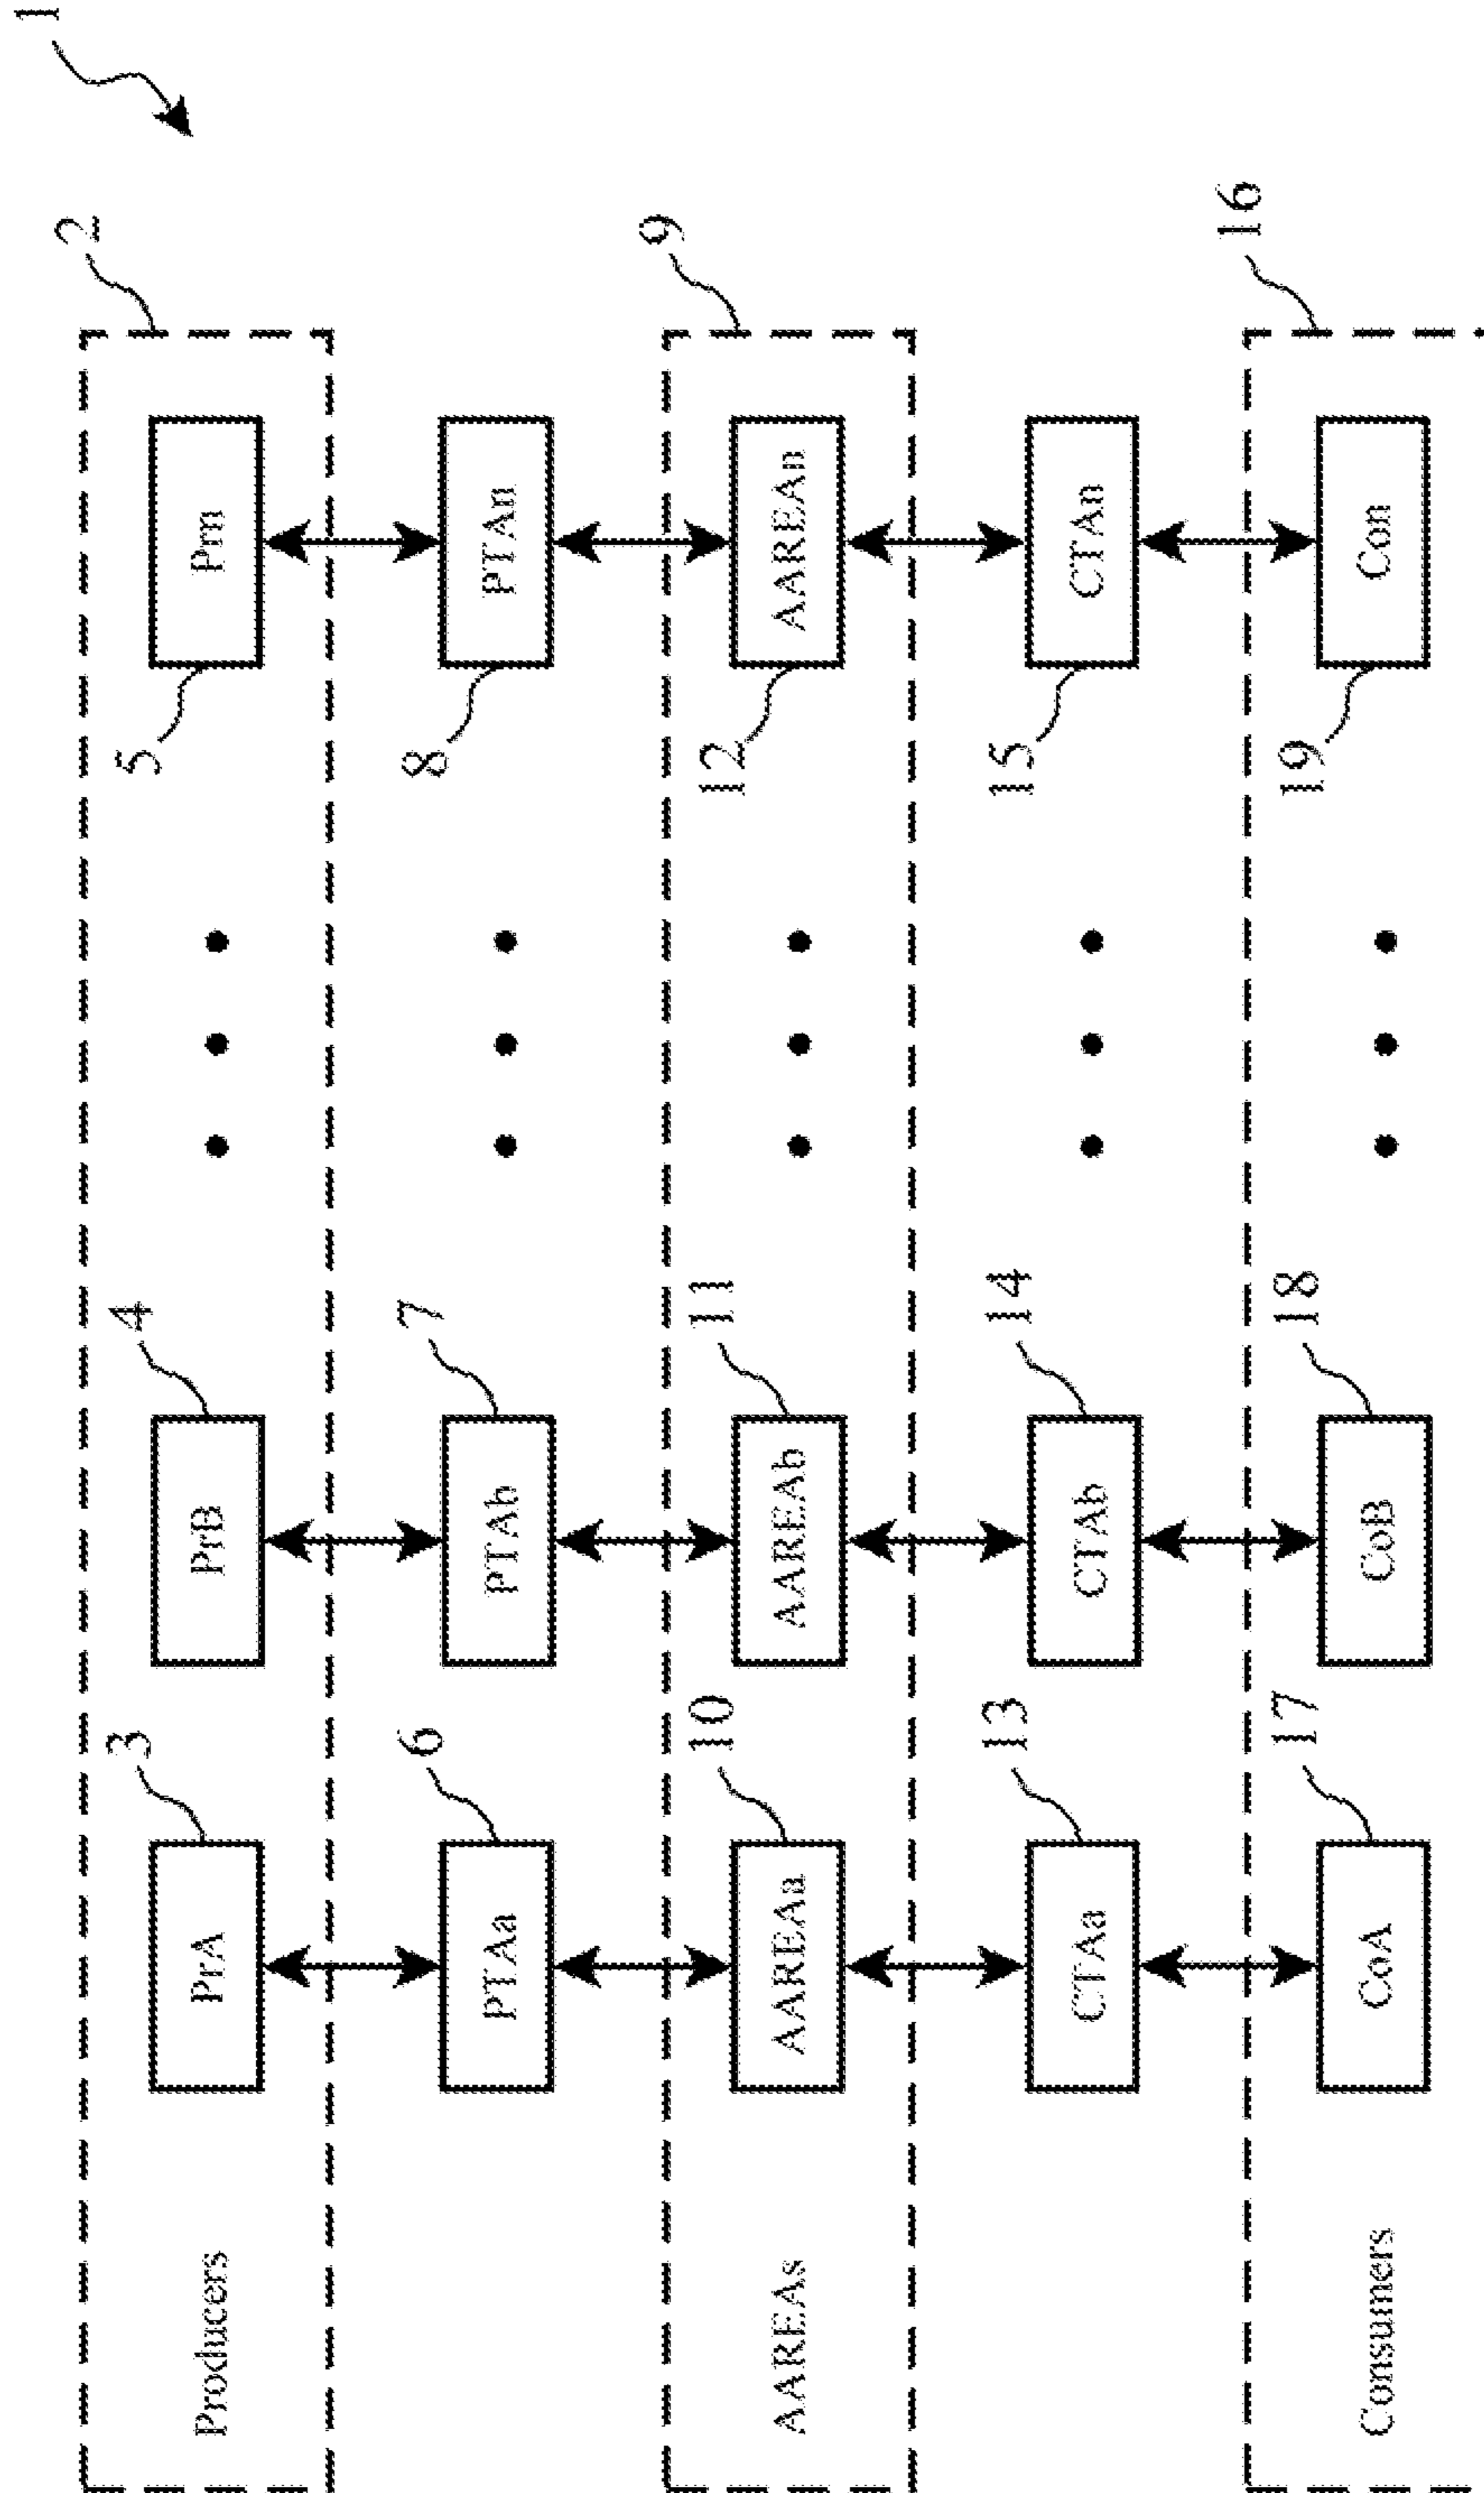 1
2
3 4 5
Producers PrA PrB Prn
6 7 8
PTAa PTAb PTAn
9
10 11 12
AAREAs AAREAa AAREAb AAREAn
13 14 15
CTAa CTAb CTAn
16
17 18 19
Consumers CoA CoB Con